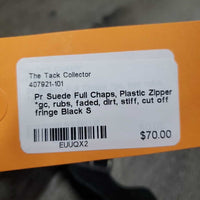 The Tack Collector
407921-101
Pr Suede Full Chaps, Plastic Zipper
*gc, rubs, faded, dirt, stiff, cut off
fringe Black S
$70.00
EUUQX2